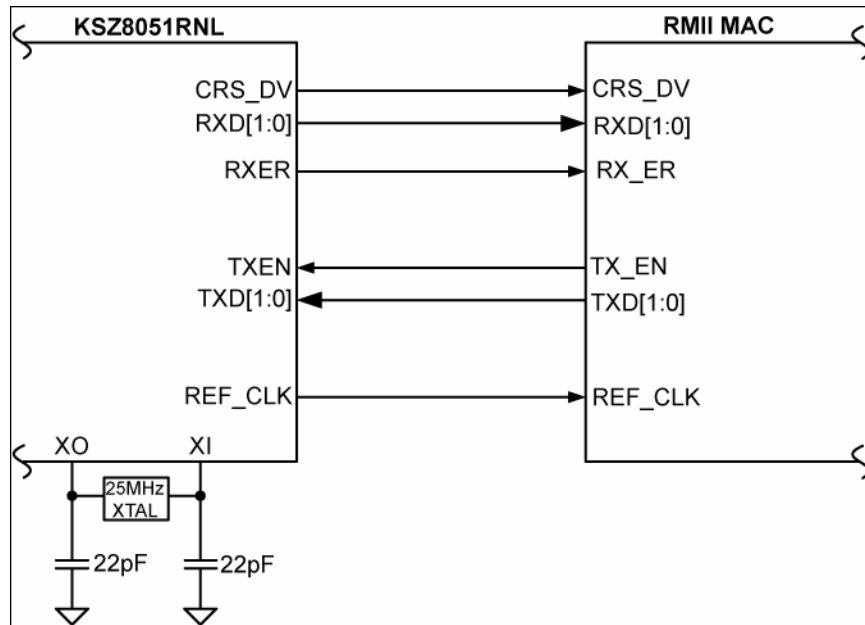 KSZ8051RNL
RMII MAC
CRS_DV
CRS_DV
RXD[1:0]
RXD[1:0]
RXER
RX_ER
TXEN
TX_EN
TXD[1:0]
TXD[1:0]
REF_CLK
REF_CLK
XO
XI
25MHz
XTAL
22pF
22pF